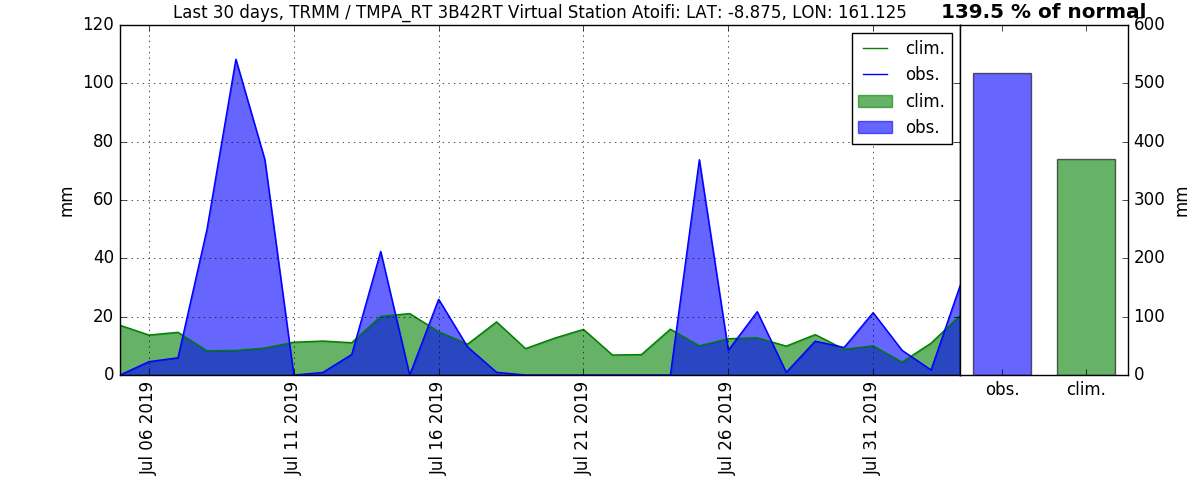 Last 30 days, TRMM / TMPA_RT 3B42RT Virtual Station Atoifi: LAT: -8.875, LON: 161.125
139.5 % of normal
120
100
80
60
40
20
0
mm
clim.
obs.
clim.
obs.
Jul 06 2019
Jul 11 2019
Jul 16 2019
Jul 21 2019
Jul 26 2019
Jul 31 2019
600
500
400
300
200
100
0
mm
obs.
clim.